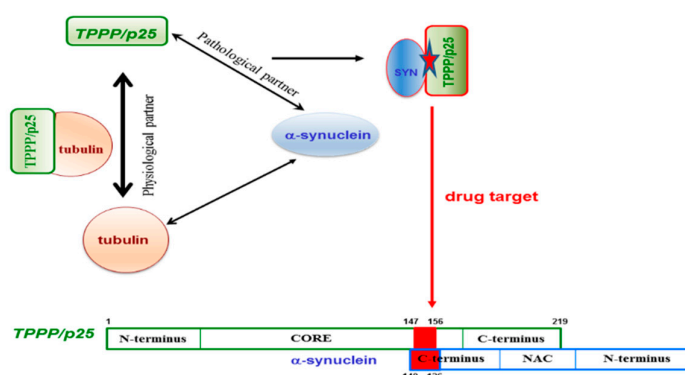 TPPP/p25
Pathological partner
SYN
TPPP/p25
TPPP/p25
tubulin
Physiological partner
α-synuclein
tubulin
drug target
1
147
156
219
TPPP/p25
N-terminus
CORE
C-terminus
α-synuclein
C-terminus
NAC
N-terminus